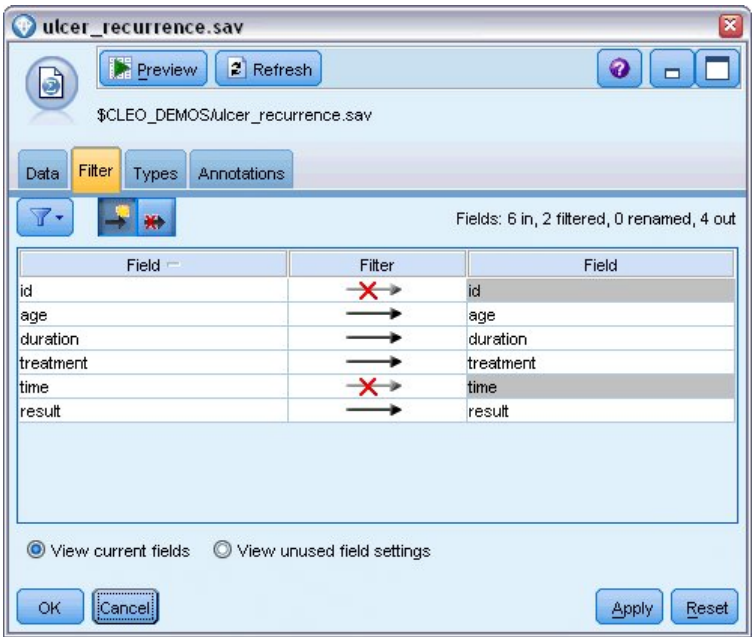 ulcer_recurrence.sav
Preview Refresh ?
$CLEO_DEMOS/ulcer_recurrence.sav
Data Filter Types Annotations
Fields: 6 in, 2 filtered, 0 renamed, 4 out
Field Filter Field
id id
age age
duration duration
treatment treatment
time time
result result
View current fields View unused field settings
OK Cancel Apply Reset